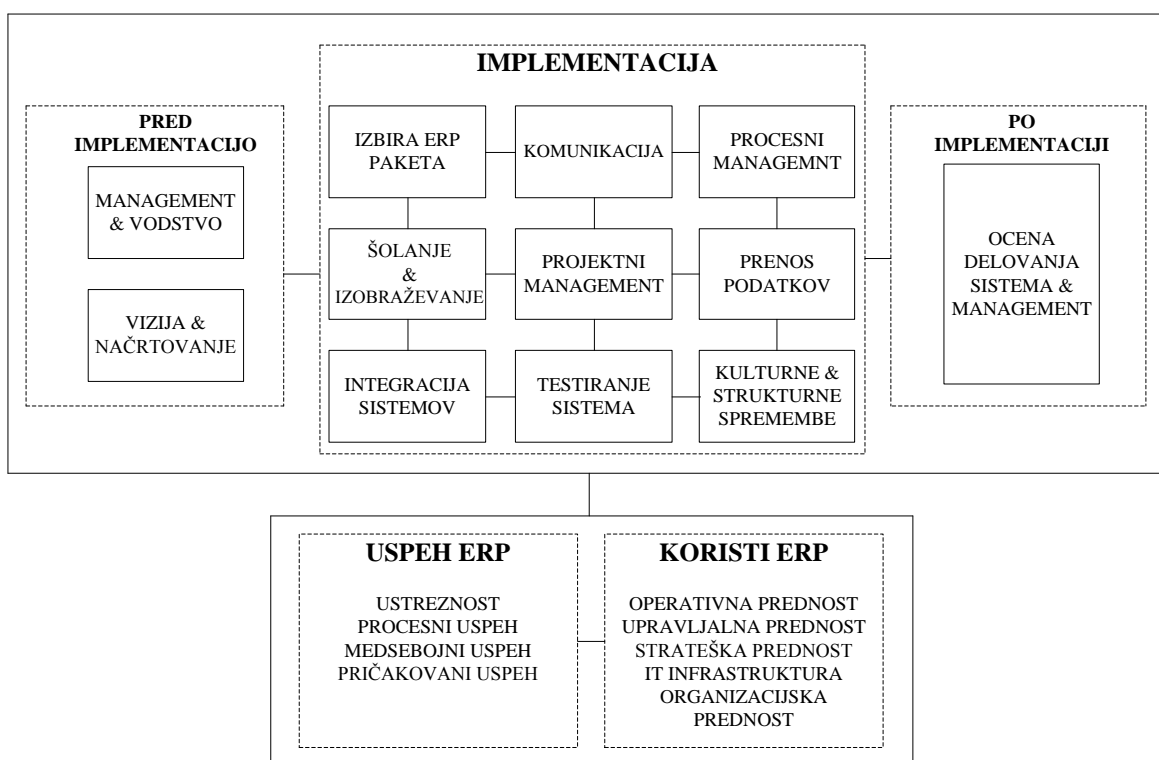 IMPLEMENTACIJA
PRED
IMPLEMENTACIJO
MANAGEMENT
& VODSTVO
VIZIJA &
NAČRTOVANJE
IZBIRA ERP
PAKETA
KOMUNIKACIJA
PROCESNI
MANAGEMNT
ŠOLANJE
&
IZOBRAŽEVANJE
PROJEKTNI
MANAGEMENT
PRENOS
PODATKOV
INTEGRACIJA
SISTEMOV
TESTIRANJE
SISTEMA
KULTURNE &
STRUKTURNE
SPREMEMBE
PO
IMPLEMENTACIJI
OCENA
DELOVANJA
SISTEMA &
MANAGEMENT
USPEH ERP
USTREZNOST
PROCESNI USPEH
MEDSEBOJNI USPEH
PRIČAKOVANI USPEH
KORISTI ERP
OPERATIVNA PREDNOST
UPRAVLJALNA PREDNOST
STRATEŠKA PREDNOST
IT INFRASTRUKTURA
ORGANIZACIJSKA
PREDNOST